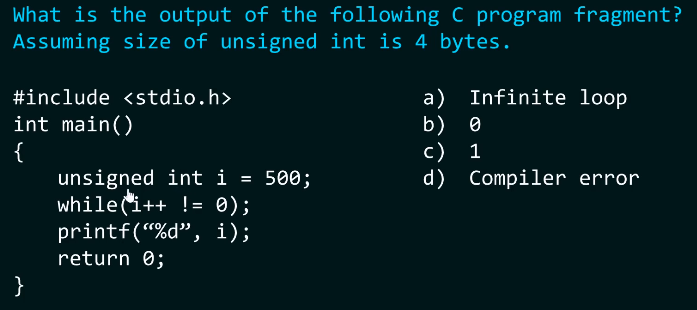 What is the output of the following C program fragment?
Assuming size of unsigned int is 4 bytes.
#include <stdio.h>
int main()
{
unsigned int i = 500;
while(i++ != 0);
printf(“%d”, i);
return 0;
}
a) Infinite loop
b) 0
c) 1
d) Compiler error